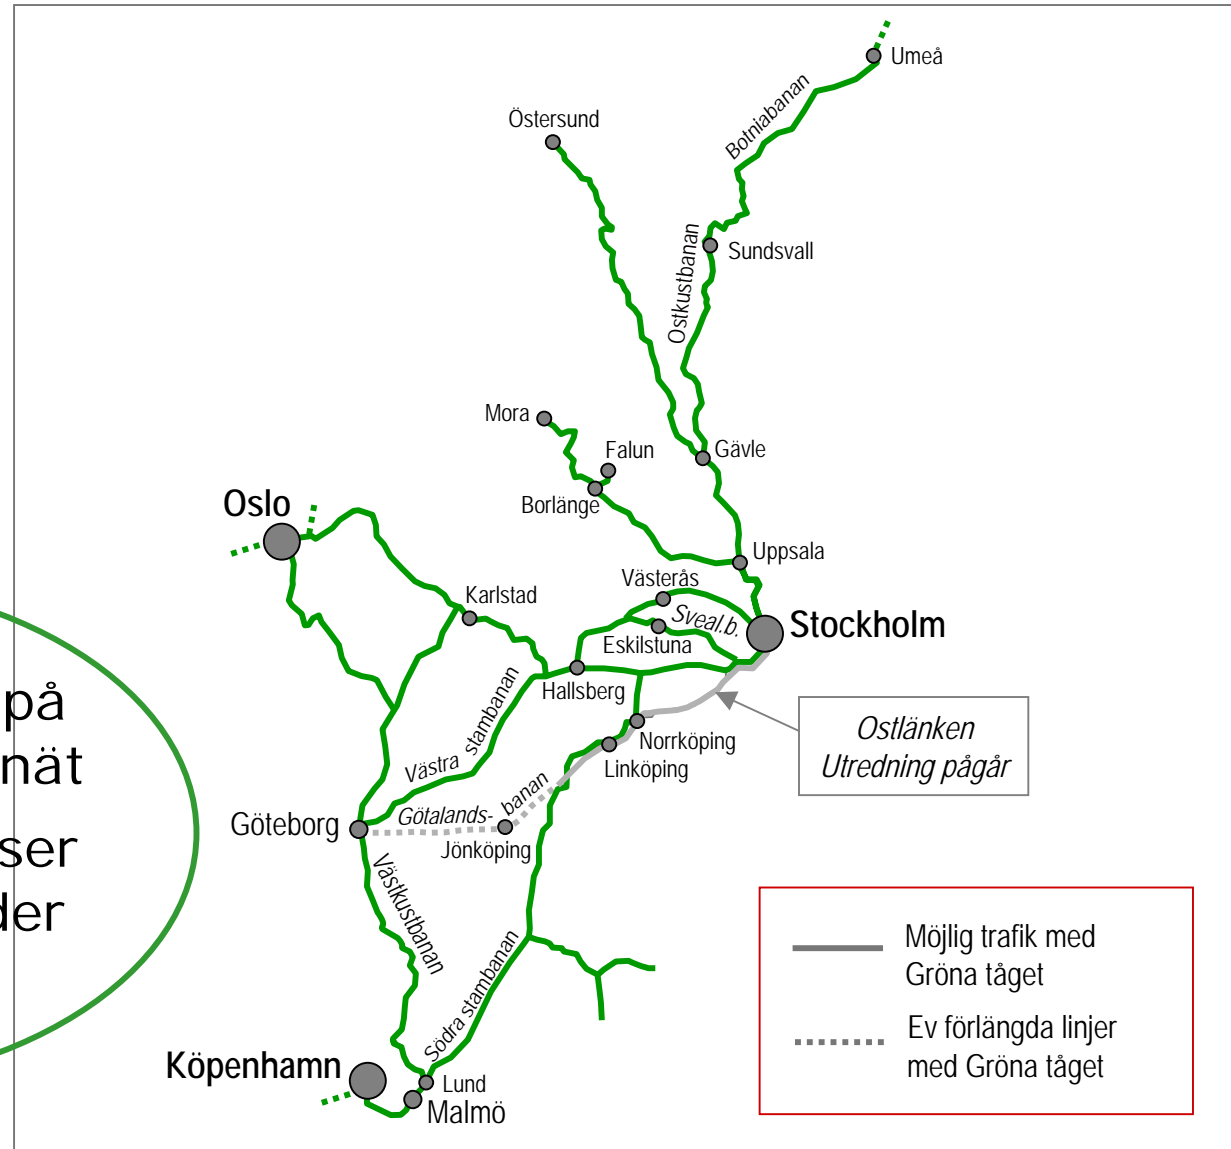 Umeå
Botniabanan
Östersund
Ostkustbanan
Sundsvall
Mora
Falun
Gävle
Borlänge
Oslo
Uppsala
Västerås
Karlstad
Sveal.b.
Stockholm
Eskilstuna
Hallsberg
på
nät
ser
der
Västra stambanan
Norrköping
Linköping
Ostlänken
Utredning pågår
Götalands-banan
Göteborg
Jönköping
Västkustbanan
Södra stambanan
Köpenhamn
Lund
Malmö
Möjlig trafik med
Gröna tåget
Ev förlängda linjer
med Gröna tåget